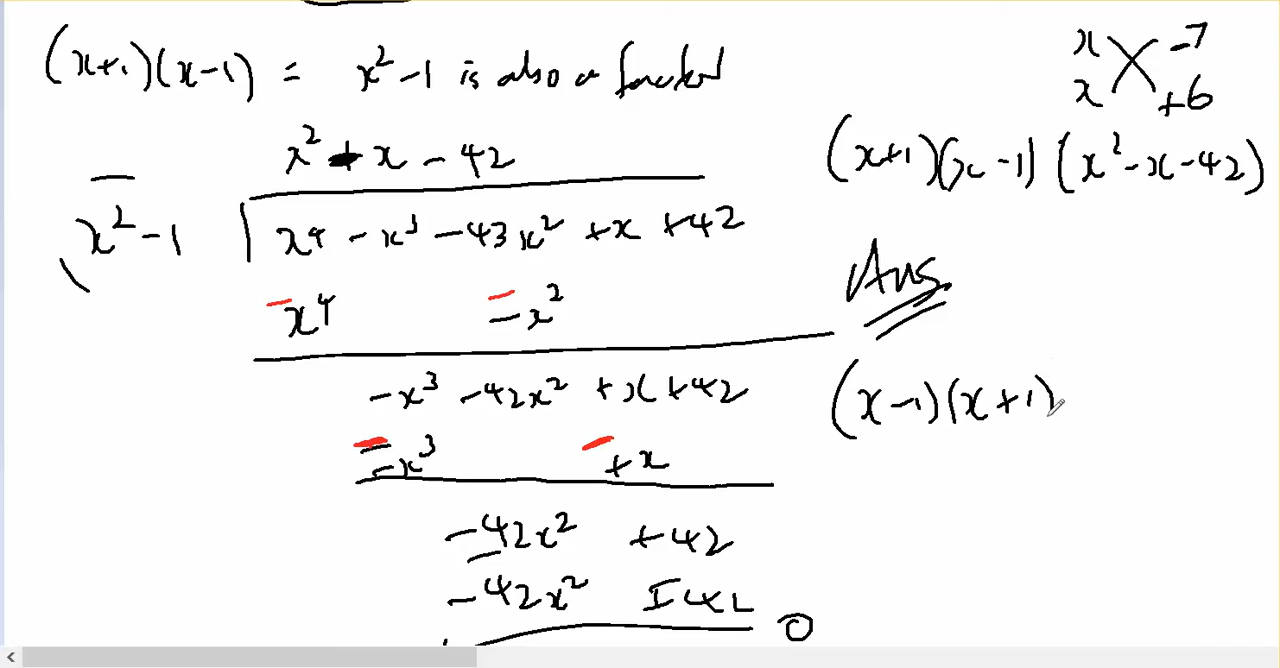 (x+1)(x-1) = x² -1 is also a factor
x² - x - 42
x² - 1
x⁴ - x³ - 43x² + x + 42
x⁴ - x²
-x³ - 42x² + x + 42
-x³ + x
-42x² + 42
-42x²
0
x -7
x +6
(x+1)(x-1)(x² - x - 42)
Ans
(x-1)(x+1)